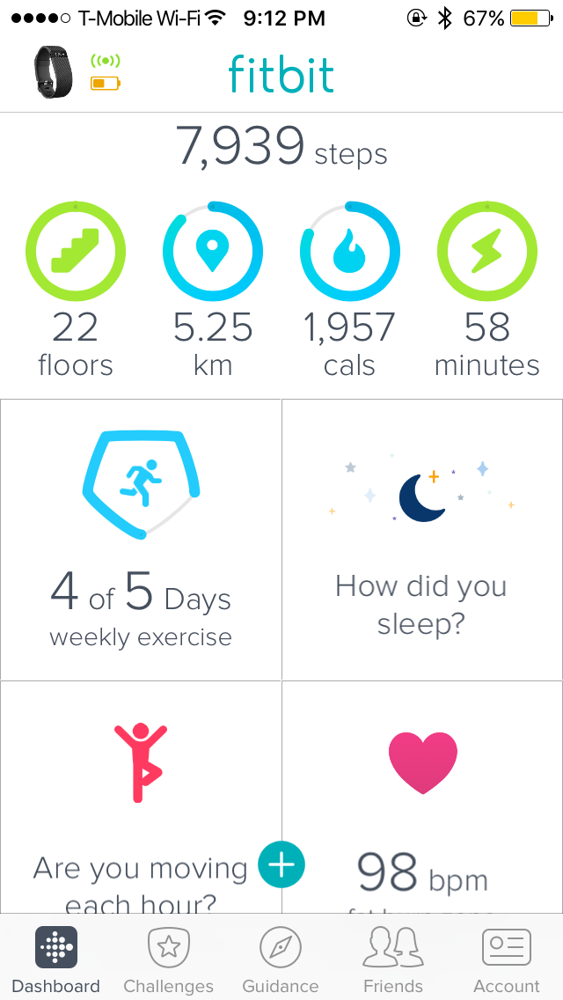 T-Mobile Wi-Fi 9:12 PM 67%
fitbit
7,939 steps
22 5.25 1,957 58
floors km cals minutes
4 of 5 Days
weekly exercise
How did you
sleep?
Are you moving
each hour?
98 bpm
Dashboard Challenges Guidance Friends Account